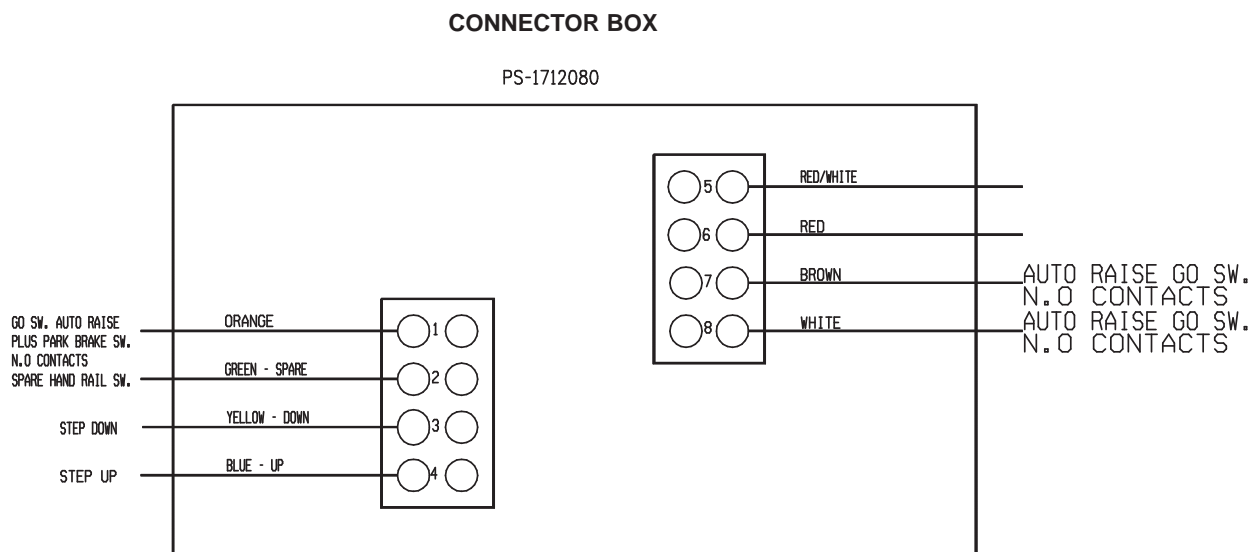 CONNECTOR BOX
PS-1712080
5
RED/WHITE
6
RED
7
BROWN
AUTO RAISE GO SW.
N.O CONTACTS
8
WHITE
AUTO RAISE GO SW.
N.O CONTACTS
GO SW. AUTO RAISE
PLUS PARK BRAKE SW.
N.O CONTACTS
ORANGE
1
SPARE HAND RAIL SW.
GREEN - SPARE
2
STEP DOWN
YELLOW - DOWN
3
STEP UP
BLUE - UP
4